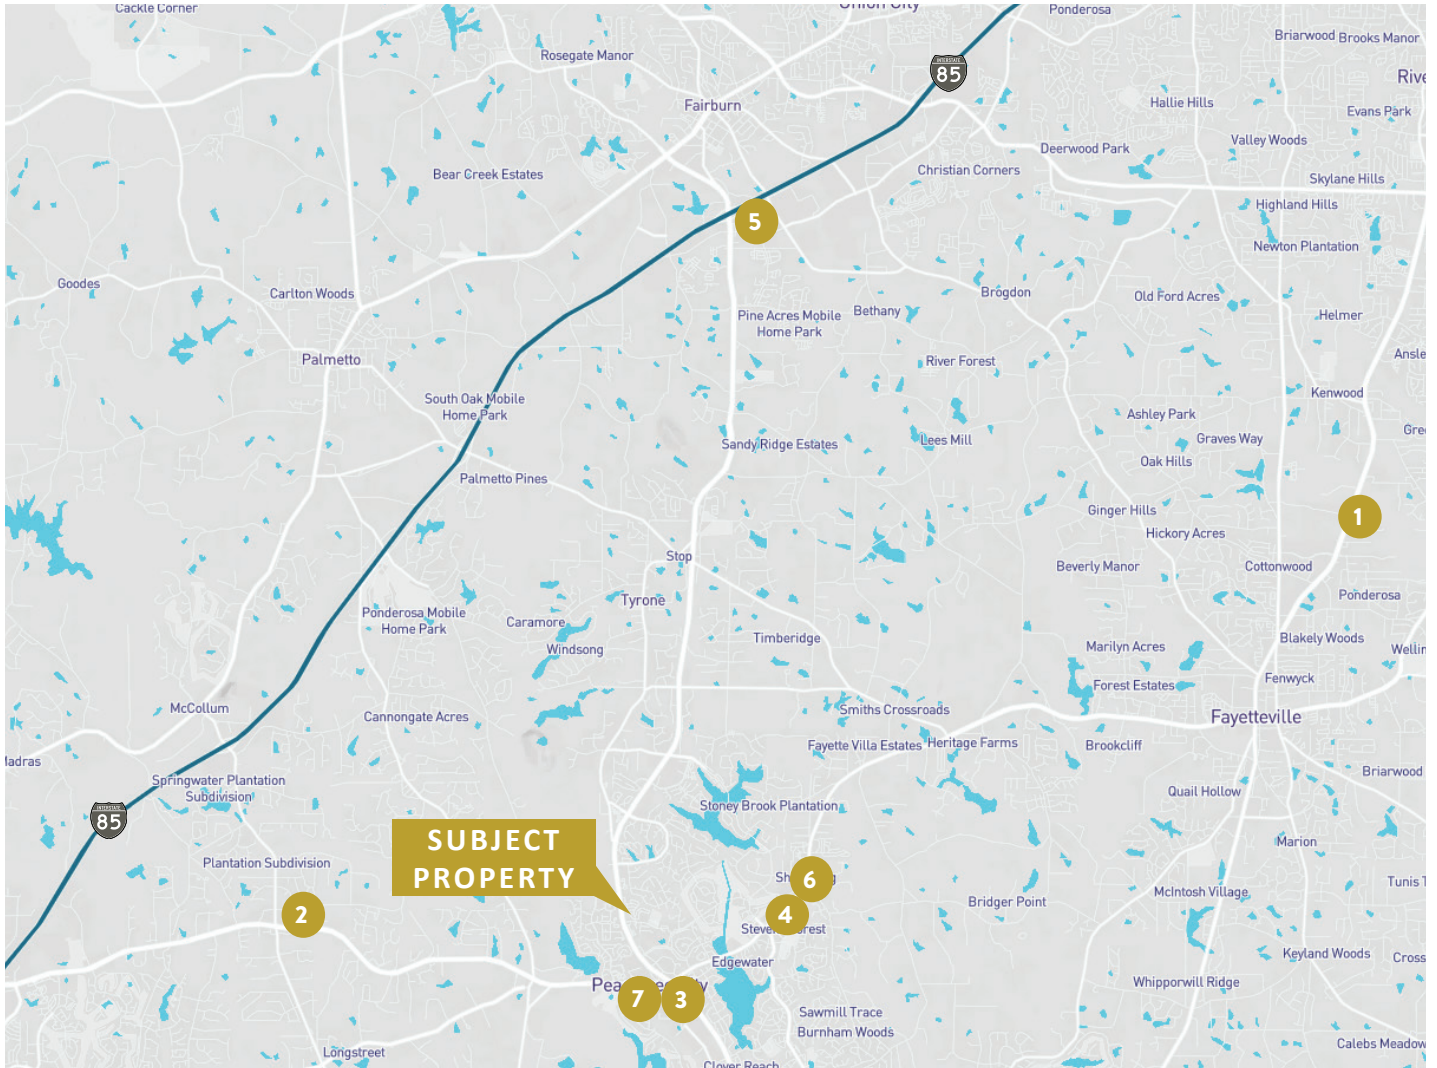 Cackle Corner
Union City
Ponderosa
Briarwood
Brooks Manor
Rosegate Manor
INTERSTATE
85
Fairburn
Hallie Hills
Evans Park
Valley Woods
Deerwood Park
Bear Creek Estates
Christian Corners
Skylane Hills
Highland Hills
5
Newton Plantation
Goodes
Carlton Woods
Brogdon
Old Ford Acres
Pine Acres Mobile
Home Park
Bethany
Helmer
Palmetto
River Forest
Ansle
Kenwood
South Oak Mobile
Home Park
Ashley Park
Sandy Ridge Estates
Lees Mill
Graves Way
Gree
Oak Hills
Palmetto Pines
Ginger Hills
1
Hickory Acres
Stop
Beverly Manor
Cottonwood
Tyrone
Ponderosa
Ponderosa Mobile
Home Park
Caramore
Timberidge
Blakely Woods
Windsong
Marilyn Acres
Wellin
Forest Estates
Fenwyck
McCollum
Cannongate Acres
Smiths Crossroads
Fayetteville
Fayette Villa Estates
Heritage Farms
Brookcliff
Madras
Briarwood
Springwater Plantation
Subdivision
Quail Hollow
Stoney Brook Plantation
INTERSTATE
85
SUBJECT
PROPERTY
Marion
Plantation Subdivision
6
Tunis T
McIntosh Village
2
4
Bridger Point
Edgewater
Keyland Woods
Cross
Whipporwill Ridge
7
3
Sawmill Trace
Burnham Woods
Longstreet
Clover Reach
Calebs Meadow